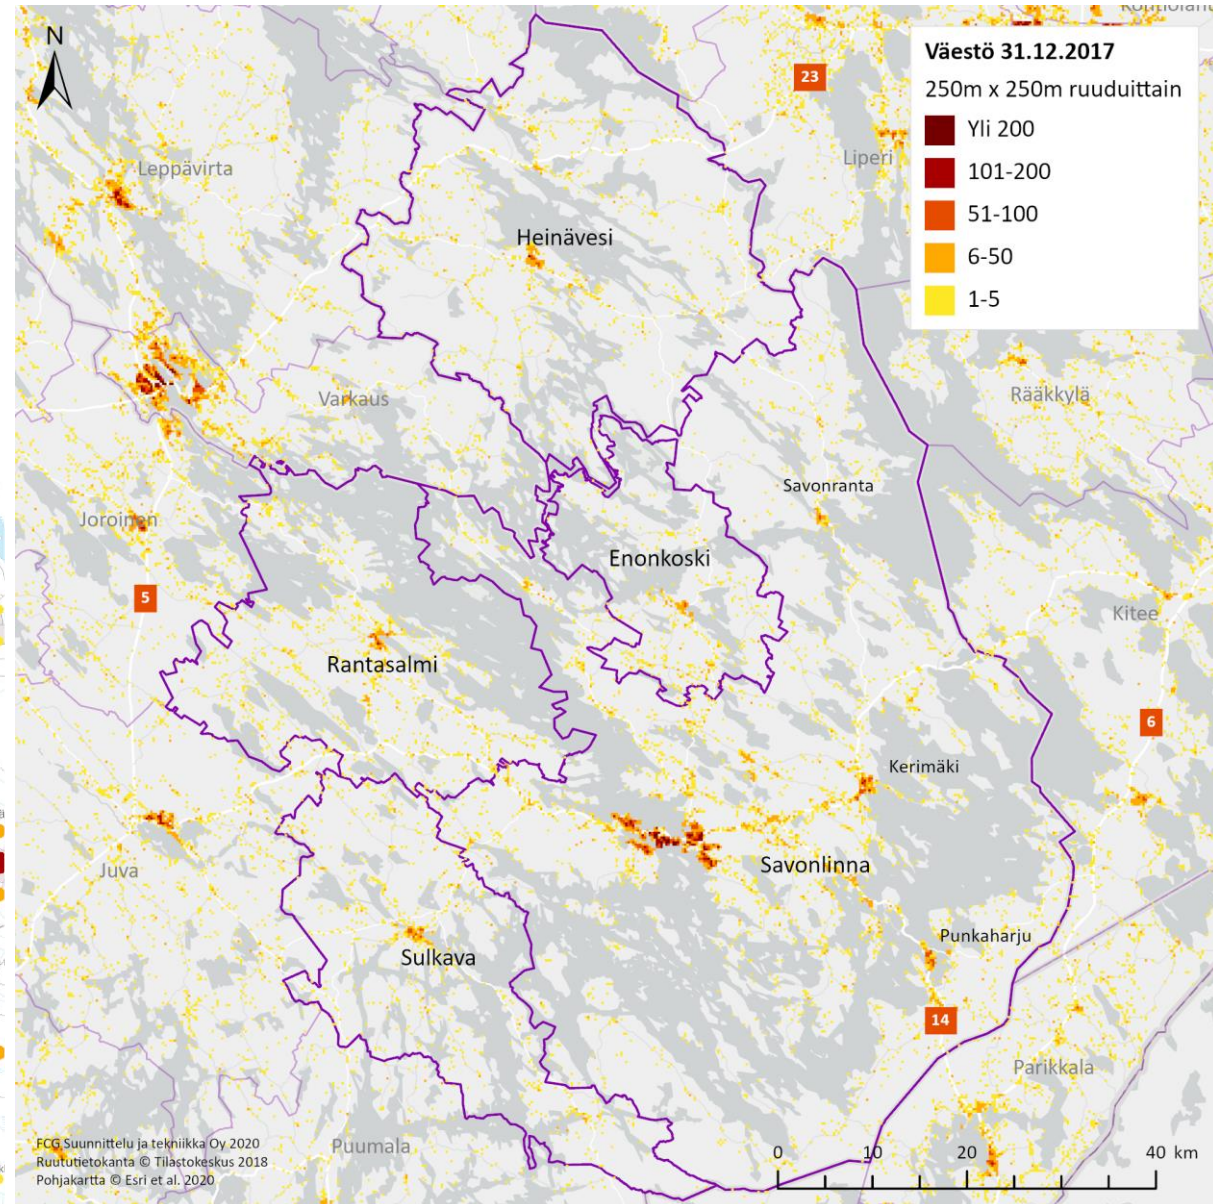 Kontiolahti
N
Väestö 31.12.2017
250m x 250m ruuduittain
Yli 200
101-200
51-100
6-50
1-5
23
Liperi
Leppävirta
Heinävesi
Rääkkylä
Varkaus
Savonranta
Joroinen
Enonkoski
5
Kitee
Rantasalmi
6
Kerimäki
Juva
Savonlinna
Punkaharju
Sulkava
14
Parikkala
Puumala
FCG Suunnittelu ja tekniikka Oy 2020
Ruututietokanta © Tilastokeskus 2018
Pohjakartta © Esri et al. 2020
0 10 20 40 km